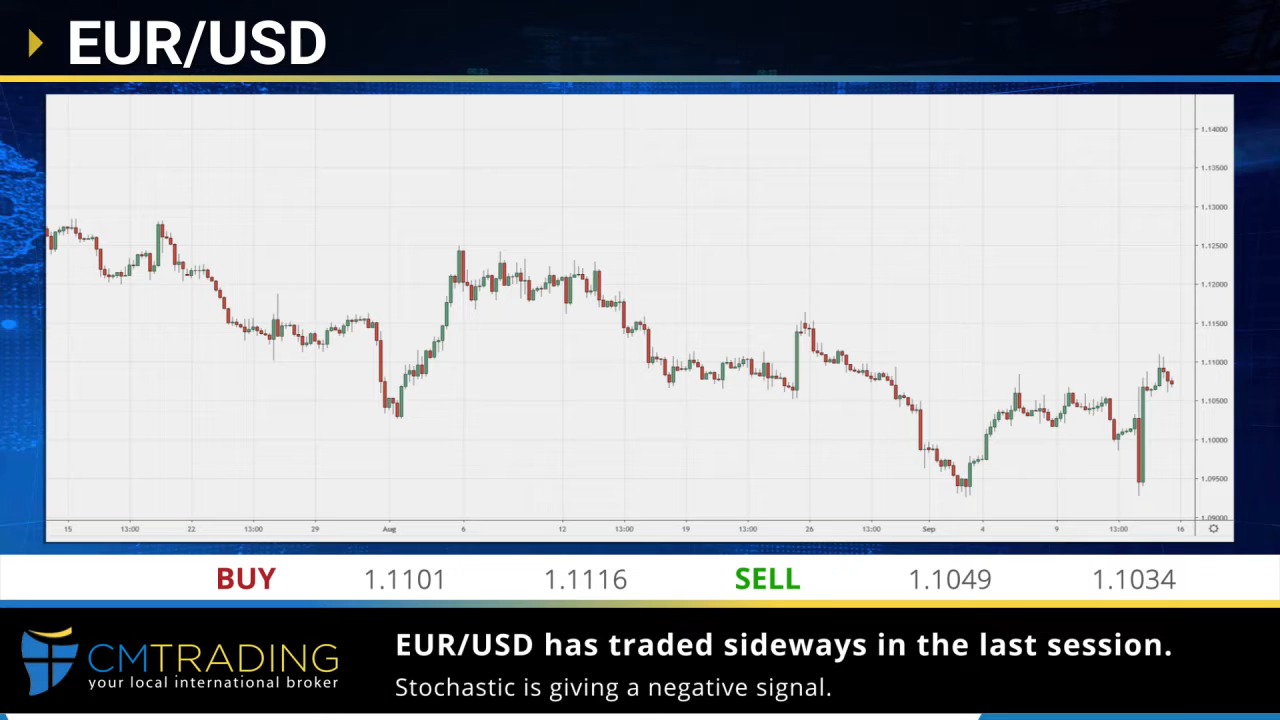 EUR/USD
1.14000
1.13500
1.13000
1.12500
1.12000
1.11500
1.11000
1.10500
1.10000
1.09500
1.09000
15 13:00 22 13:00 29 Aug 6 12 13:00 19 13:00 26 13:00 Sep 4 9 13:00 16
BUY 1.1101 1.1116 SELL 1.1049 1.1034
CMTRADING
your local international broker
EUR/USD has traded sideways in the last session.
Stochastic is giving a negative signal.